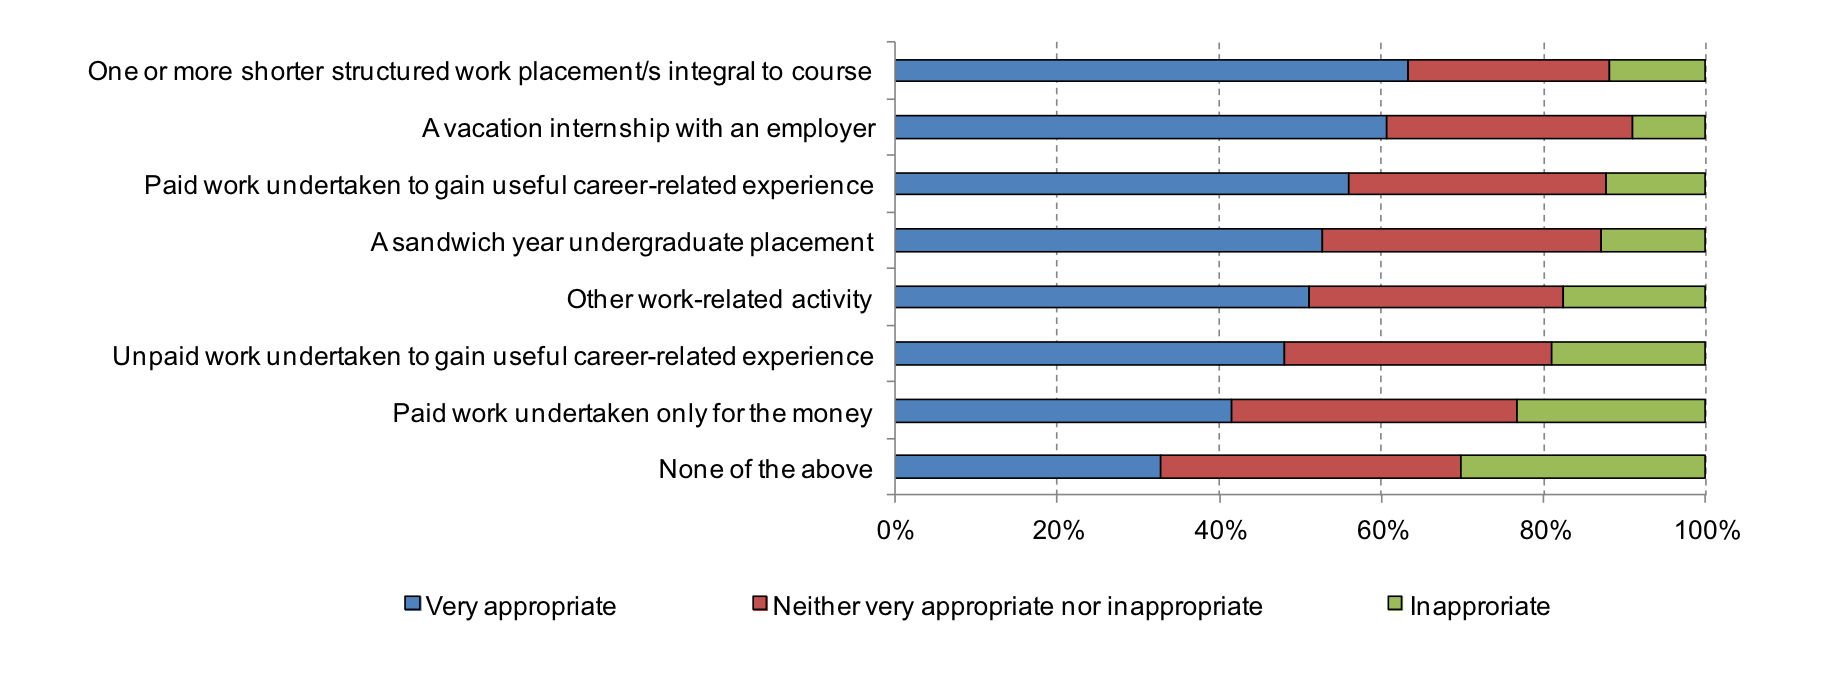 One or more shorter structured work placement/s integral to course
A vacation internship with an employer
Paid work undertaken to gain useful career-related experience
A sandwich year undergraduate placement
Other work-related activity
Unpaid work undertaken to gain useful career-related experience
Paid work undertaken only for the money
None of the above
0% 20% 40% 60% 80% 100%
Very appropriate Neither very appropriate nor inappropriate Inapproriate